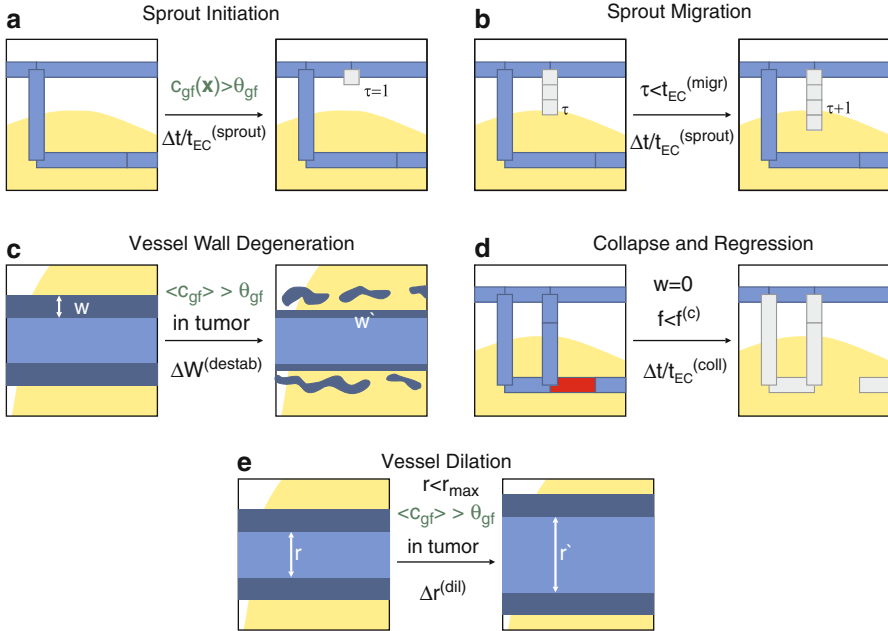 a Sprout Initiation
c_gf(x)>θ_gf
Δt/t_EC^(sprout)
τ=1
b Sprout Migration
τ
τ<t_EC^(migr)
Δt/t_EC^(sprout)
τ+1
c Vessel Wall Degeneration
w
<c_gf> > θ_gf
in tumor
ΔW^(destab)
w`
d Collapse and Regression
w=0
f<f^(c)
Δt/t_EC^(coll)
e Vessel Dilation
r
r<r_max
<c_gf> > θ_gf
in tumor
Δr^(dil)
r`